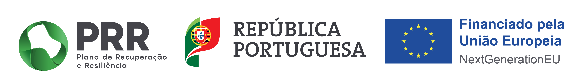 PRR
Plano de Recuperação
e Resiliência
REPÚBLICA
PORTUGUESA
Financiado pela
União Europeia
NextGenerationEU